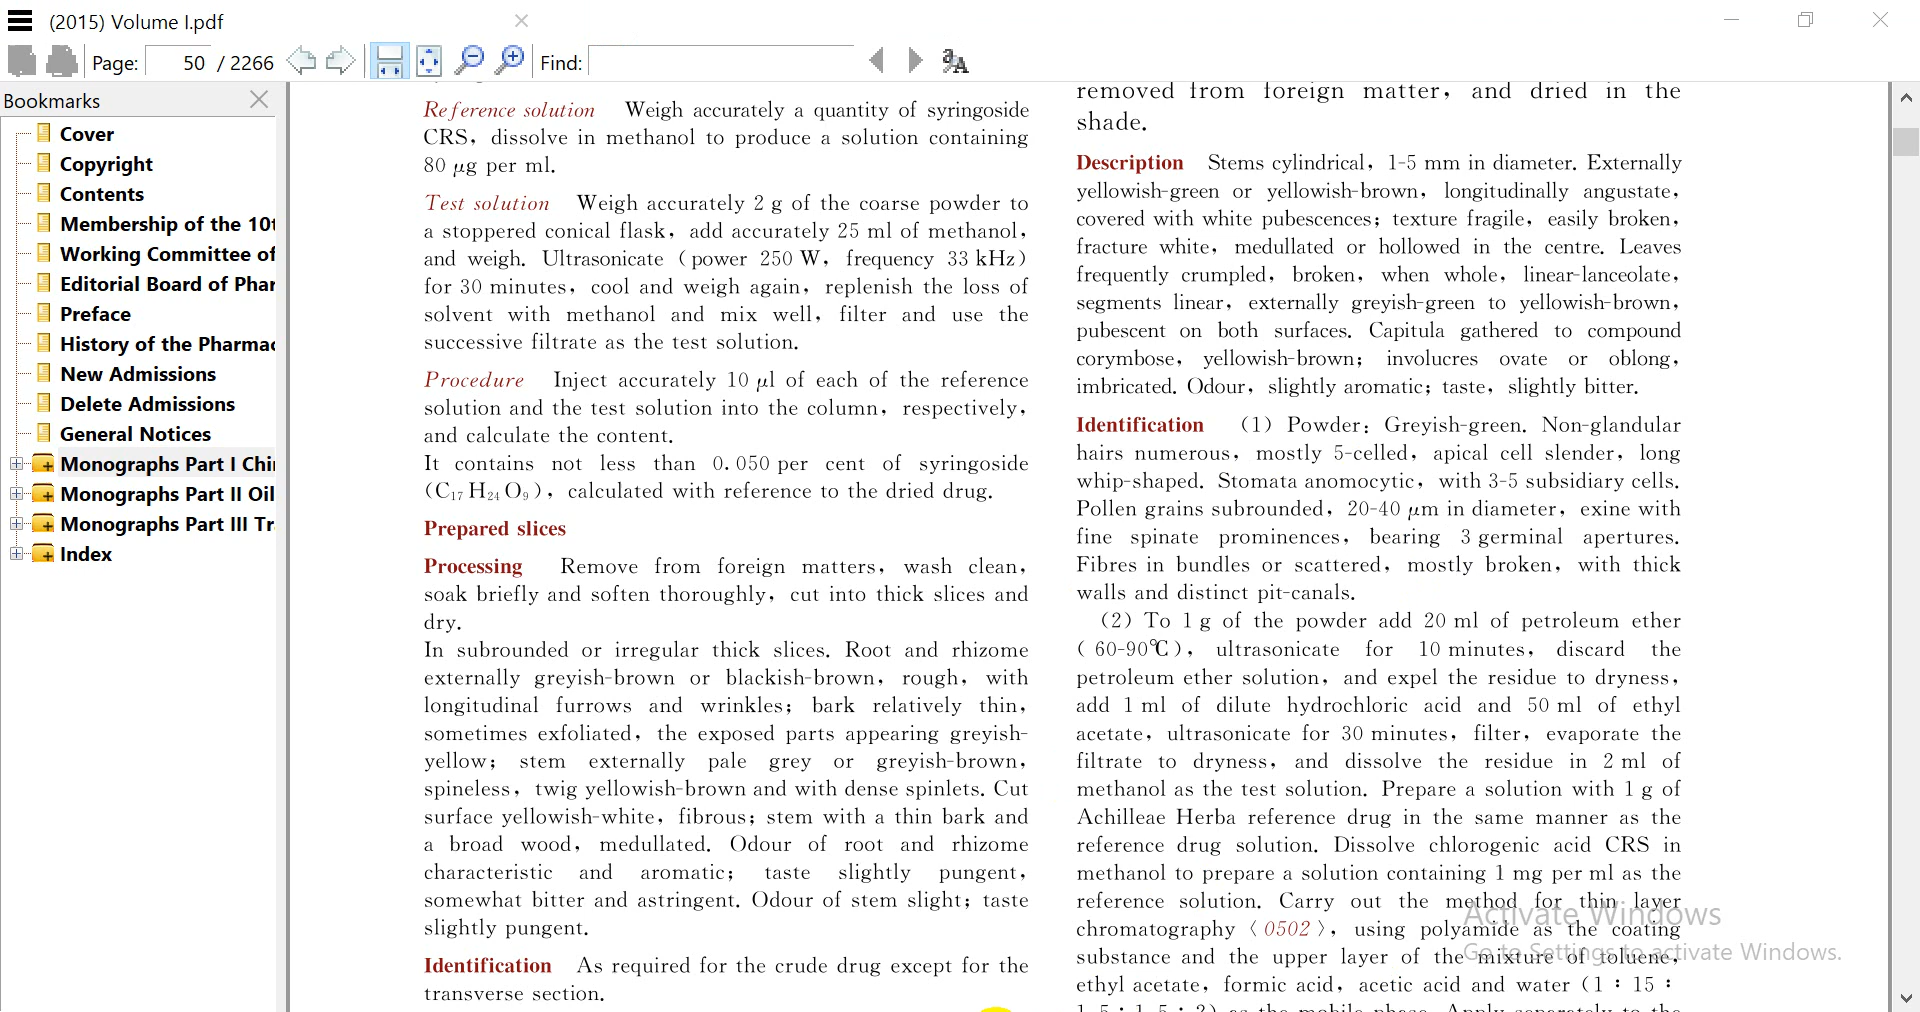 (2015) Volume I.pdf
Page: 50 / 2266 Find:
Bookmarks
Cover
Copyright
Contents
Membership of the 10t
Working Committee of
Editorial Board of Phar
Preface
History of the Pharmac
New Admissions
Delete Admissions
General Notices
Monographs Part I Chi
Monographs Part II Oil
Monographs Part III Tr
Index
Reference solution Weigh accurately a quantity of syringoside
CRS, dissolve in methanol to produce a solution containing
80 μg per ml.
Test solution Weigh accurately 2 g of the coarse powder to
a stoppered conical flask, add accurately 25 ml of methanol,
and weigh. Ultrasonicate (power 250 W, frequency 33 kHz)
for 30 minutes, cool and weigh again, replenish the loss of
solvent with methanol and mix well, filter and use the
successive filtrate as the test solution.
Procedure Inject accurately 10 μl of each of the reference
solution and the test solution into the column, respectively,
and calculate the content.
It contains not less than 0.050 per cent of syringoside
(C₁₇H₂₄O₉), calculated with reference to the dried drug.
Prepared slices
Processing Remove from foreign matters, wash clean,
soak briefly and soften thoroughly, cut into thick slices and
dry.
In subrounded or irregular thick slices. Root and rhizome
externally greyish-brown or blackish-brown, rough, with
longitudinal furrows and wrinkles; bark relatively thin,
sometimes exfoliated, the exposed parts appearing greyish-
yellow; stem externally pale grey or greyish-brown,
spineless, twig yellowish-brown and with dense spinlets. Cut
surface yellowish-white, fibrous; stem with a thin bark and
a broad wood, medullated. Odour of root and rhizome
characteristic and aromatic; taste slightly pungent,
somewhat bitter and astringent. Odour of stem slight; taste
slightly pungent.
Identification As required for the crude drug except for the
transverse section.
removed from foreign matter, and dried in the
shade.
Description Stems cylindrical, 1-5 mm in diameter. Externally
yellowish-green or yellowish-brown, longitudinally angustate,
covered with white pubescences; texture fragile, easily broken,
fracture white, medullated or hollowed in the centre. Leaves
frequently crumpled, broken, when whole, linear-lanceolate,
segments linear, externally greyish-green to yellowish-brown,
pubescent on both surfaces. Capitula gathered to compound
corymbose, yellowish-brown; involucres ovate or oblong,
imbricated. Odour, slightly aromatic; taste, slightly bitter.
Identification (1) Powder: Greyish-green. Non-glandular
hairs numerous, mostly 5-celled, apical cell slender, long
whip-shaped. Stomata anomocytic, with 3-5 subsidiary cells.
Pollen grains subrounded, 20-40 μm in diameter, exine with
fine spinate prominences, bearing 3 germinal apertures.
Fibres in bundles or scattered, mostly broken, with thick
walls and distinct pit-canals.
(2) To 1 g of the powder add 20 ml of petroleum ether
(60-90℃), ultrasonicate for 10 minutes, discard the
petroleum ether solution, and expel the residue to dryness,
add 1 ml of dilute hydrochloric acid and 50 ml of ethyl
acetate, ultrasonicate for 30 minutes, filter, evaporate the
filtrate to dryness, and dissolve the residue in 2 ml of
methanol as the test solution. Prepare a solution with 1 g of
Achilleae Herba reference drug in the same manner as the
reference drug solution. Dissolve chlorogenic acid CRS in
methanol to prepare a solution containing 1 mg per ml as the
reference solution. Carry out the method for thin layer
chromatography 〈0502〉, using polyamide as the coating
substance and the upper layer of the mixture of toluene,
ethyl acetate, formic acid, acetic acid and water (1 : 15 :
1.5 : 1.5 : 2) as the mobile phase. Apply separately to the
Activate Windows
Go to Settings to activate Windows.